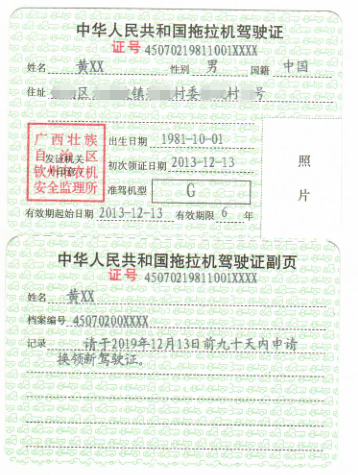 中华人民共和国拖拉机驾驶证
证号 45070219811001XXXX
姓名 黄XX 性别 男 国籍 中国
住址 区 镇 村委 村 号
广西壮族
自治区
钦州市农机
安全监理所
发证机关
出生日期 1981-10-01
初次领证日期 2013-12-13
准驾机型 G
照
片
有效期起始日期 2013-12-13 有效期限 6 年
中华人民共和国拖拉机驾驶证副页
证号 45070219811001XXXX
姓名 黄XX
档案编号 45070200XXXX
记录 请于2019年12月13日前九十天内申请
换领新驾驶证。